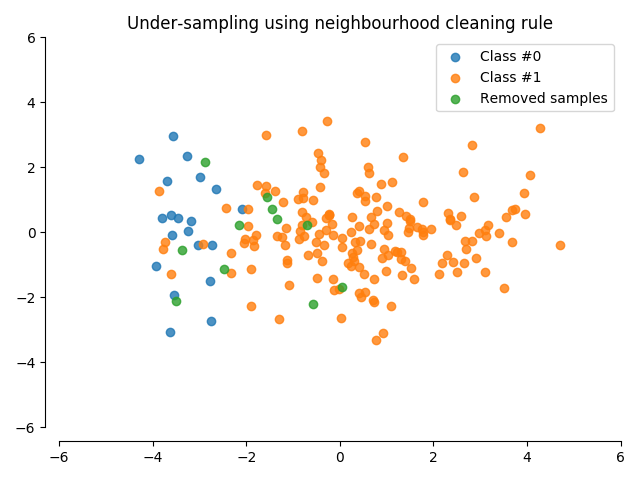 Under-sampling using neighbourhood cleaning rule
Class #0
Class #1
Removed samples
6
4
2
0
−2
−4
−6
−6 −4 −2 0 2 4 6